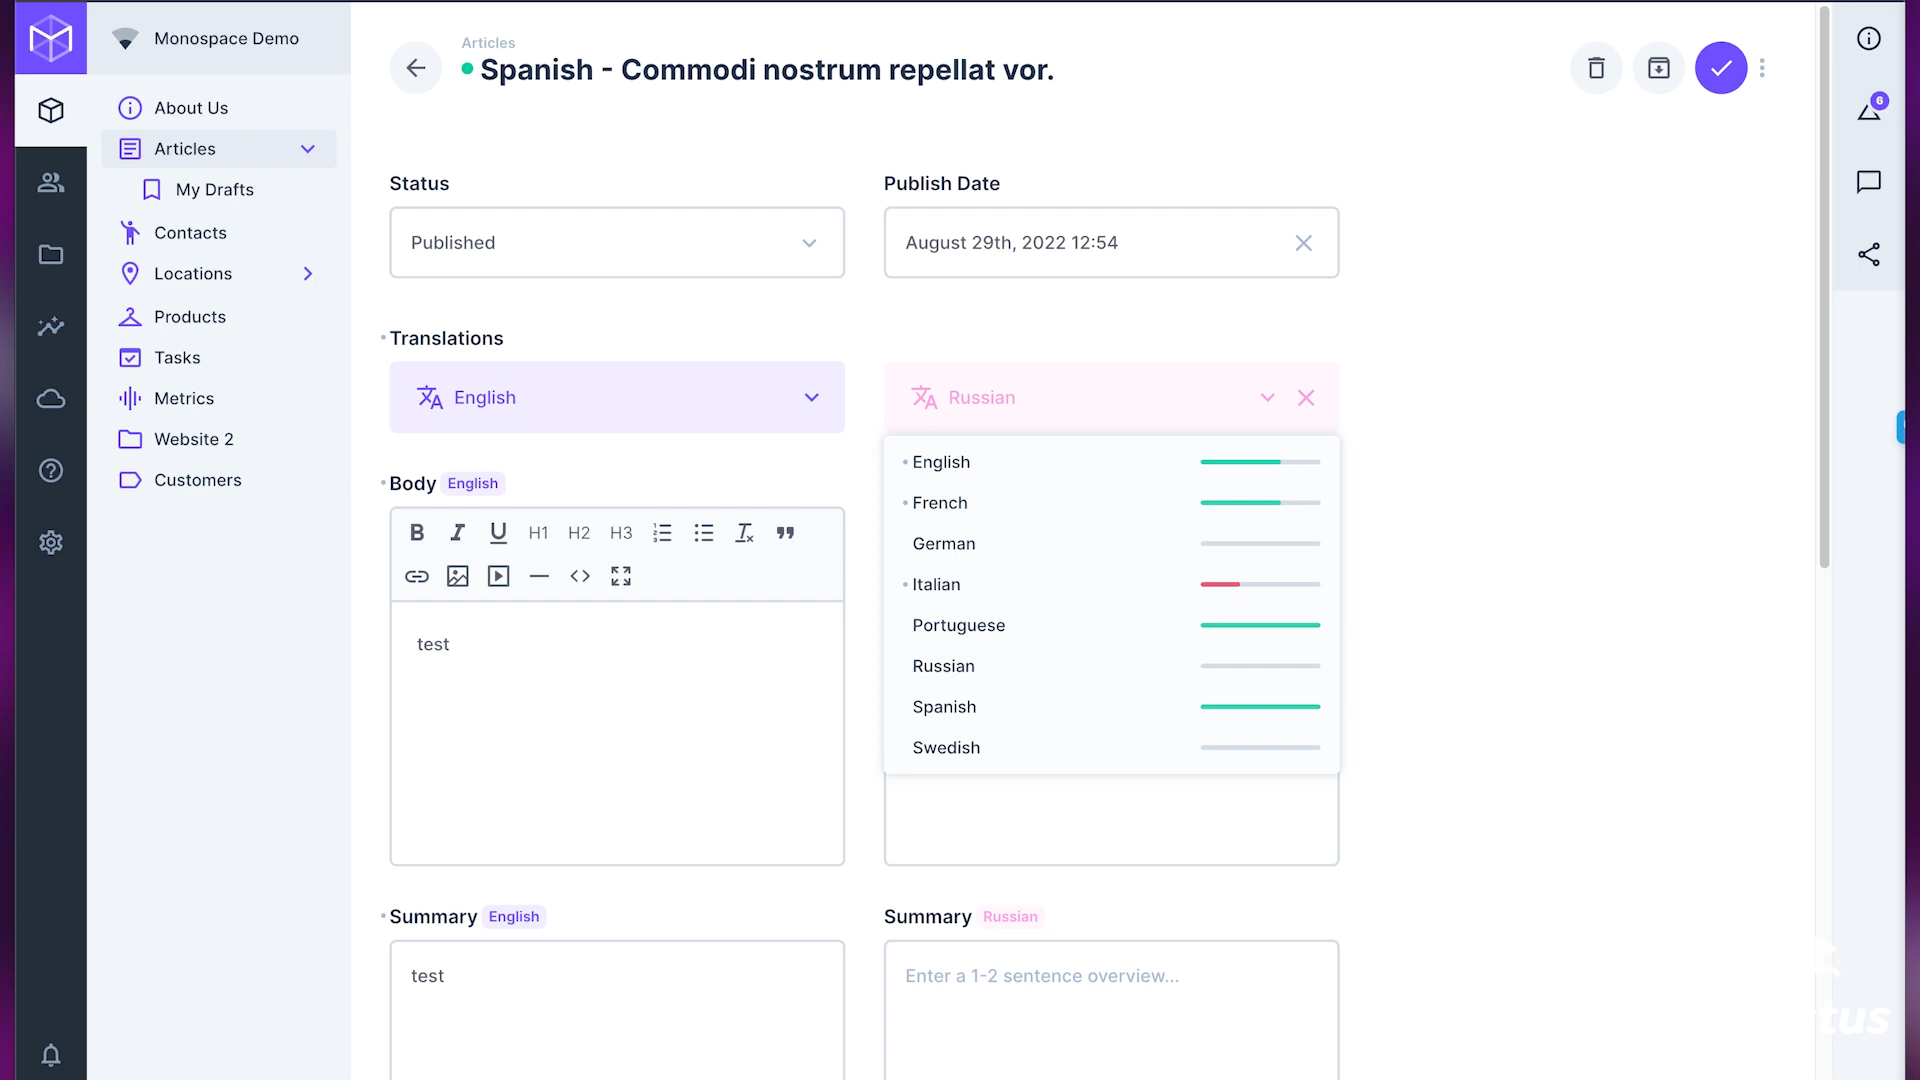 Monospace Demo
About Us
Articles
My Drafts
Contacts
Locations
Products
Tasks
Metrics
Website 2
Customers
Articles
Spanish - Commodi nostrum repellat vor.
6
Status
Published
Publish Date
August 29th, 2022 12:54
Translations
English
Russian
English
French
German
Italian
Portuguese
Russian
Spanish
Swedish
Body English
B I U H1 H2 H3
test
Summary English
test
Summary Russian
Enter a 1-2 sentence overview...